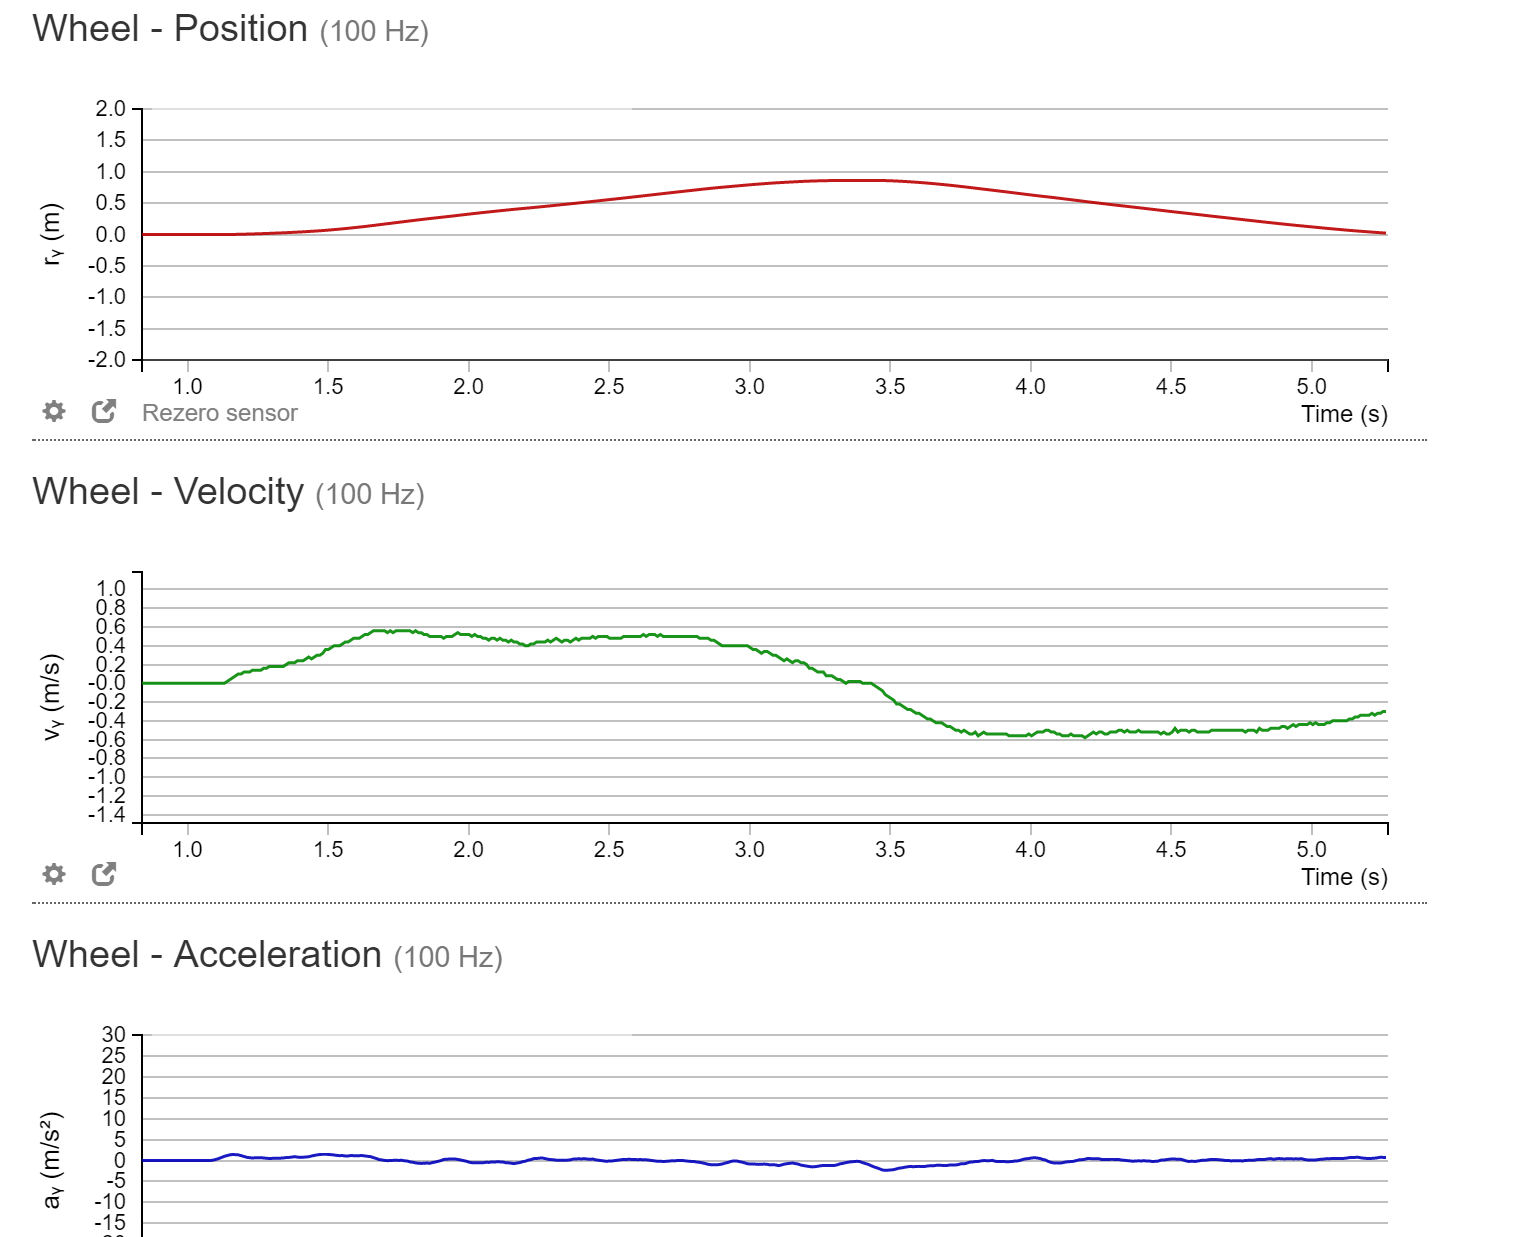 Wheel - Position (100 Hz)
2.0
1.5
1.0
0.5
0.0
-0.5
-1.0
-1.5
-2.0
rᵧ (m)
1.0 1.5 2.0 2.5 3.0 3.5 4.0 4.5 5.0
Rezero sensor
Time (s)
Wheel - Velocity (100 Hz)
1.0
0.8
0.6
0.4
0.2
-0.0
-0.2
-0.4
-0.6
-0.8
-1.0
-1.2
-1.4
vᵧ (m/s)
1.0 1.5 2.0 2.5 3.0 3.5 4.0 4.5 5.0
Time (s)
Wheel - Acceleration (100 Hz)
30
25
20
15
10
5
0
-5
-10
-15
aᵧ (m/s²)